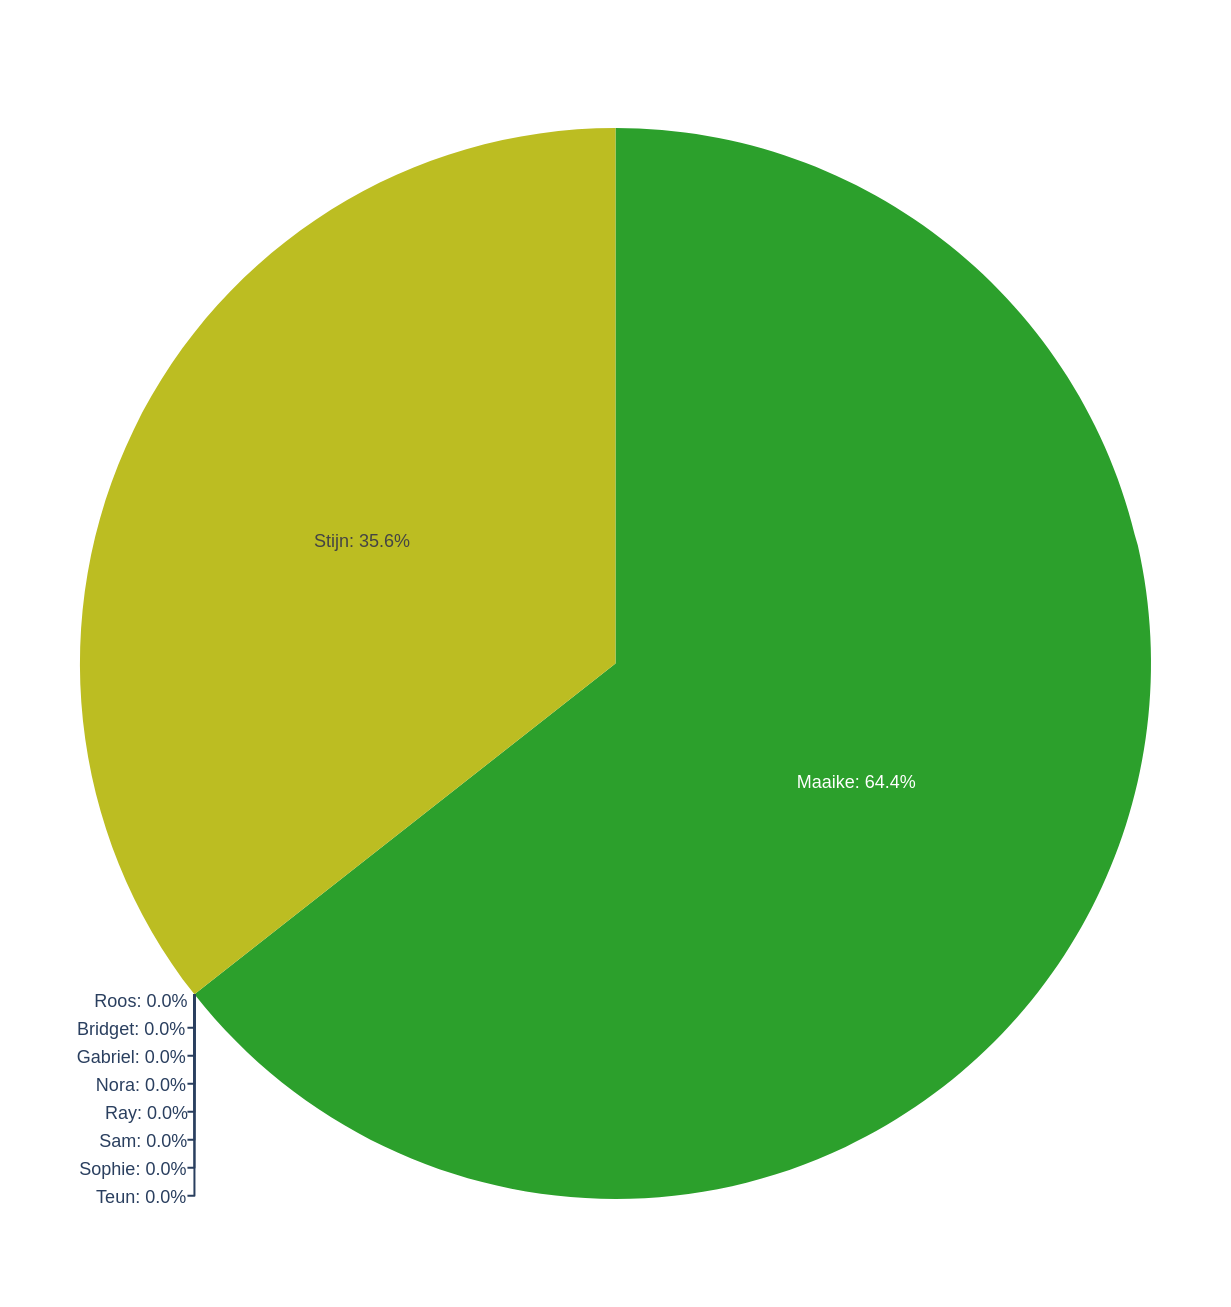 Stijn: 35.6%
Maaike: 64.4%
Roos: 0.0%
Bridget: 0.0%
Gabriel: 0.0%
Nora: 0.0%
Ray: 0.0%
Sam: 0.0%
Sophie: 0.0%
Teun: 0.0%